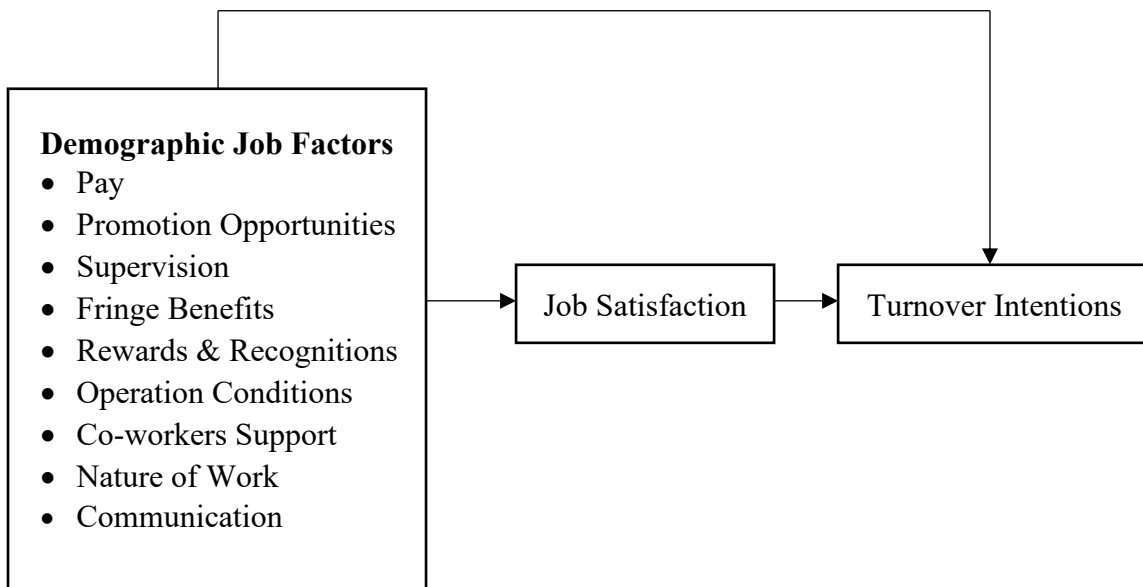 Demographic Job Factors
• Pay
• Promotion Opportunities
• Supervision
• Fringe Benefits
• Rewards & Recognitions
• Operation Conditions
• Co-workers Support
• Nature of Work
• Communication
Job Satisfaction
Turnover Intentions